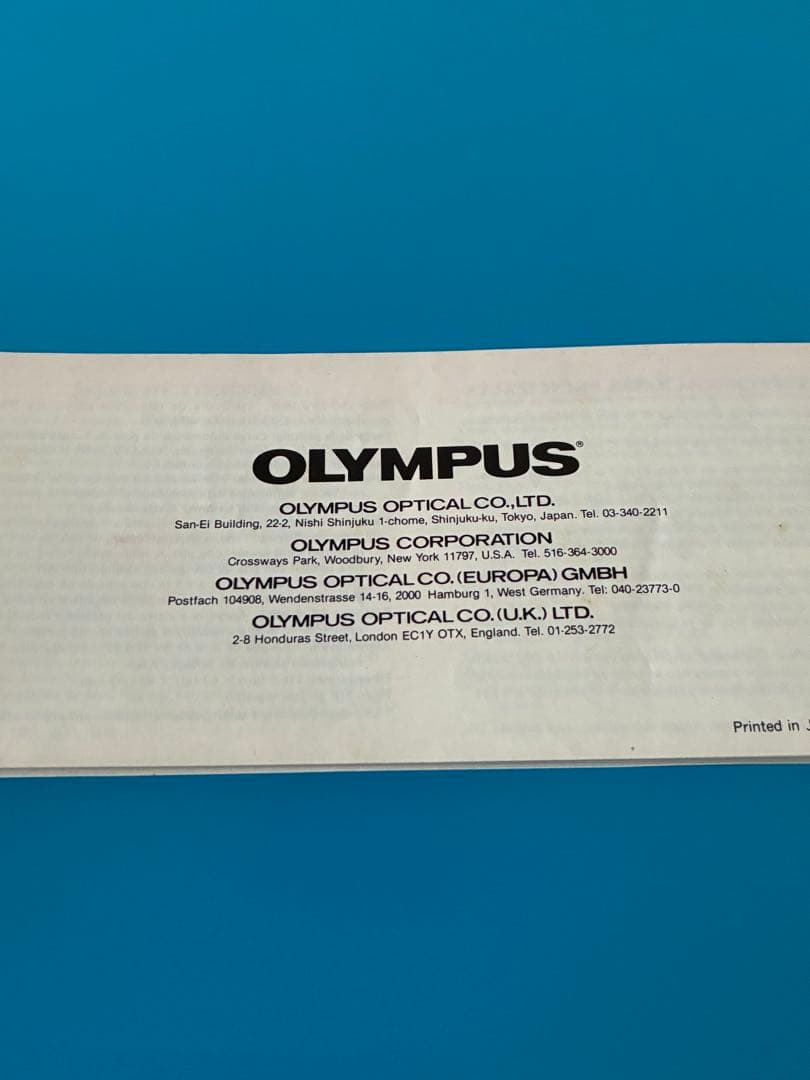 OLYMPUS®
OLYMPUS OPTICAL CO.,LTD.
San-Ei Building, 22-2, Nishi Shinjuku 1-chome, Shinjuku-ku, Tokyo, Japan. Tel. 03-340-2211
OLYMPUS CORPORATION
Crossways Park, Woodbury, New York 11797, U.S.A. Tel. 516-364-3000
OLYMPUS OPTICAL CO. (EUROPA) GMBH
Postfach 104908, Wendenstrasse 14-16, 2000 Hamburg 1, West Germany. Tel: 040-23773-0
OLYMPUS OPTICAL CO. (U.K.) LTD.
2-8 Honduras Street, London EC1Y OTX, England. Tel. 01-253-2772
Printed in